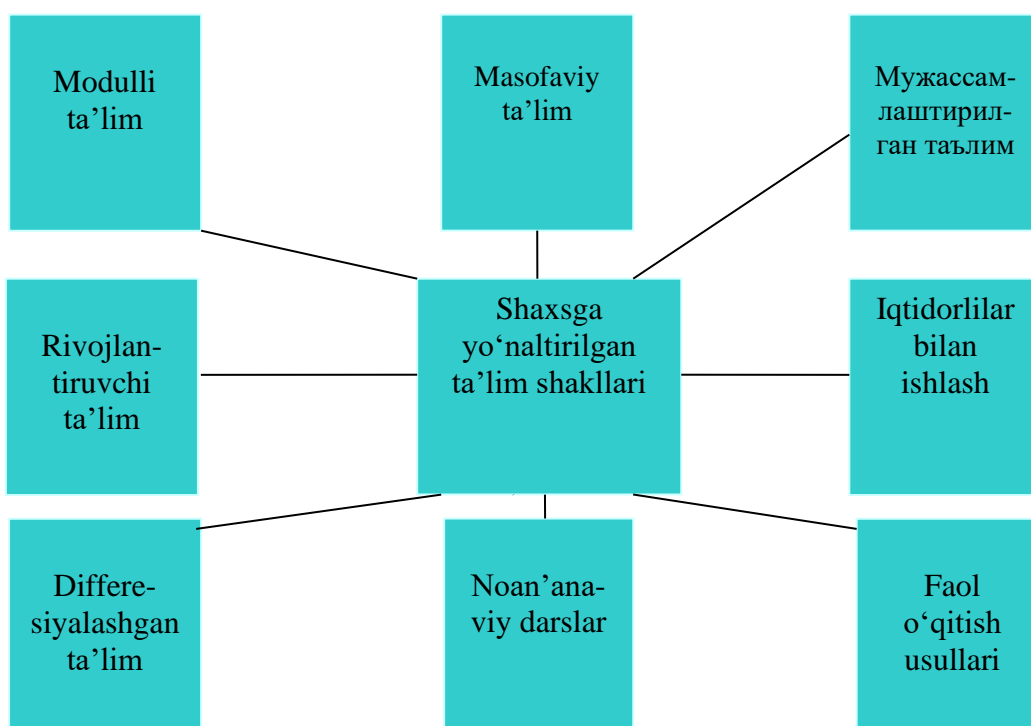 Modulli
ta’lim
Masofaviy
ta’lim
Мужассам-
лаштирил-
ган таълим
Rivojlan-
tiruvchi
ta’lim
Shaxsga
yo‘naltirilgan
ta’lim shakllari
Iqtidorlilar
bilan
ishlash
Differe-
siyalashgan
ta’lim
Noan’ana-
viy darslar
Faol
o‘qitish
usullari